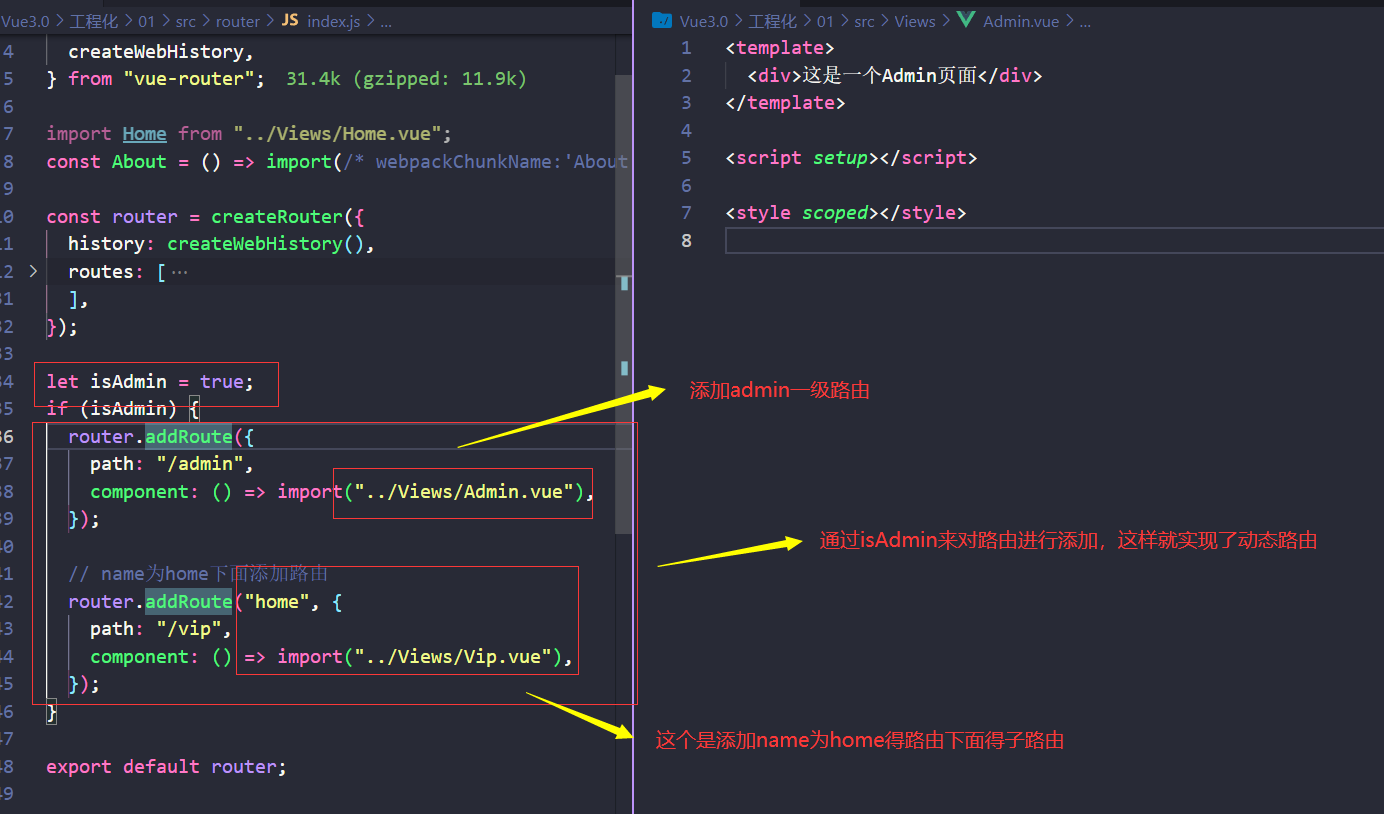 Vue3.0 > 工程化 > 01 > src > router > JS index.js > ...
4 createWebHistory,
5 } from "vue-router"; 31.4k (gzipped: 11.9k)
6
7 import Home from "../Views/Home.vue";
8 const About = () => import(/* webpackChunkName:'About
9
10 const router = createRouter({
11 history: createWebHistory(),
12 > routes: [ ...
31 ],
32 });
33
34 let isAdmin = true;
35 if (isAdmin) {
36 router.addRoute({
37 path: "/admin",
38 component: () => import("../Views/Admin.vue"),
39 });
40
41 // name为home下面添加路由
42 router.addRoute("home", {
43 path: "/vip",
44 component: () => import("../Views/Vip.vue"),
45 });
46 }
47
48 export default router;
49
Vue3.0 > 工程化 > 01 > src > Views > Admin.vue > ...
1 <template>
2 <div>这是一个Admin页面</div>
3 </template>
4
5 <script setup></script>
6
7 <style scoped></style>
8
添加admin一级路由
通过isAdmin来对路由进行添加，这样就实现了动态路由
这个是添加name为home得路由下面得子路由